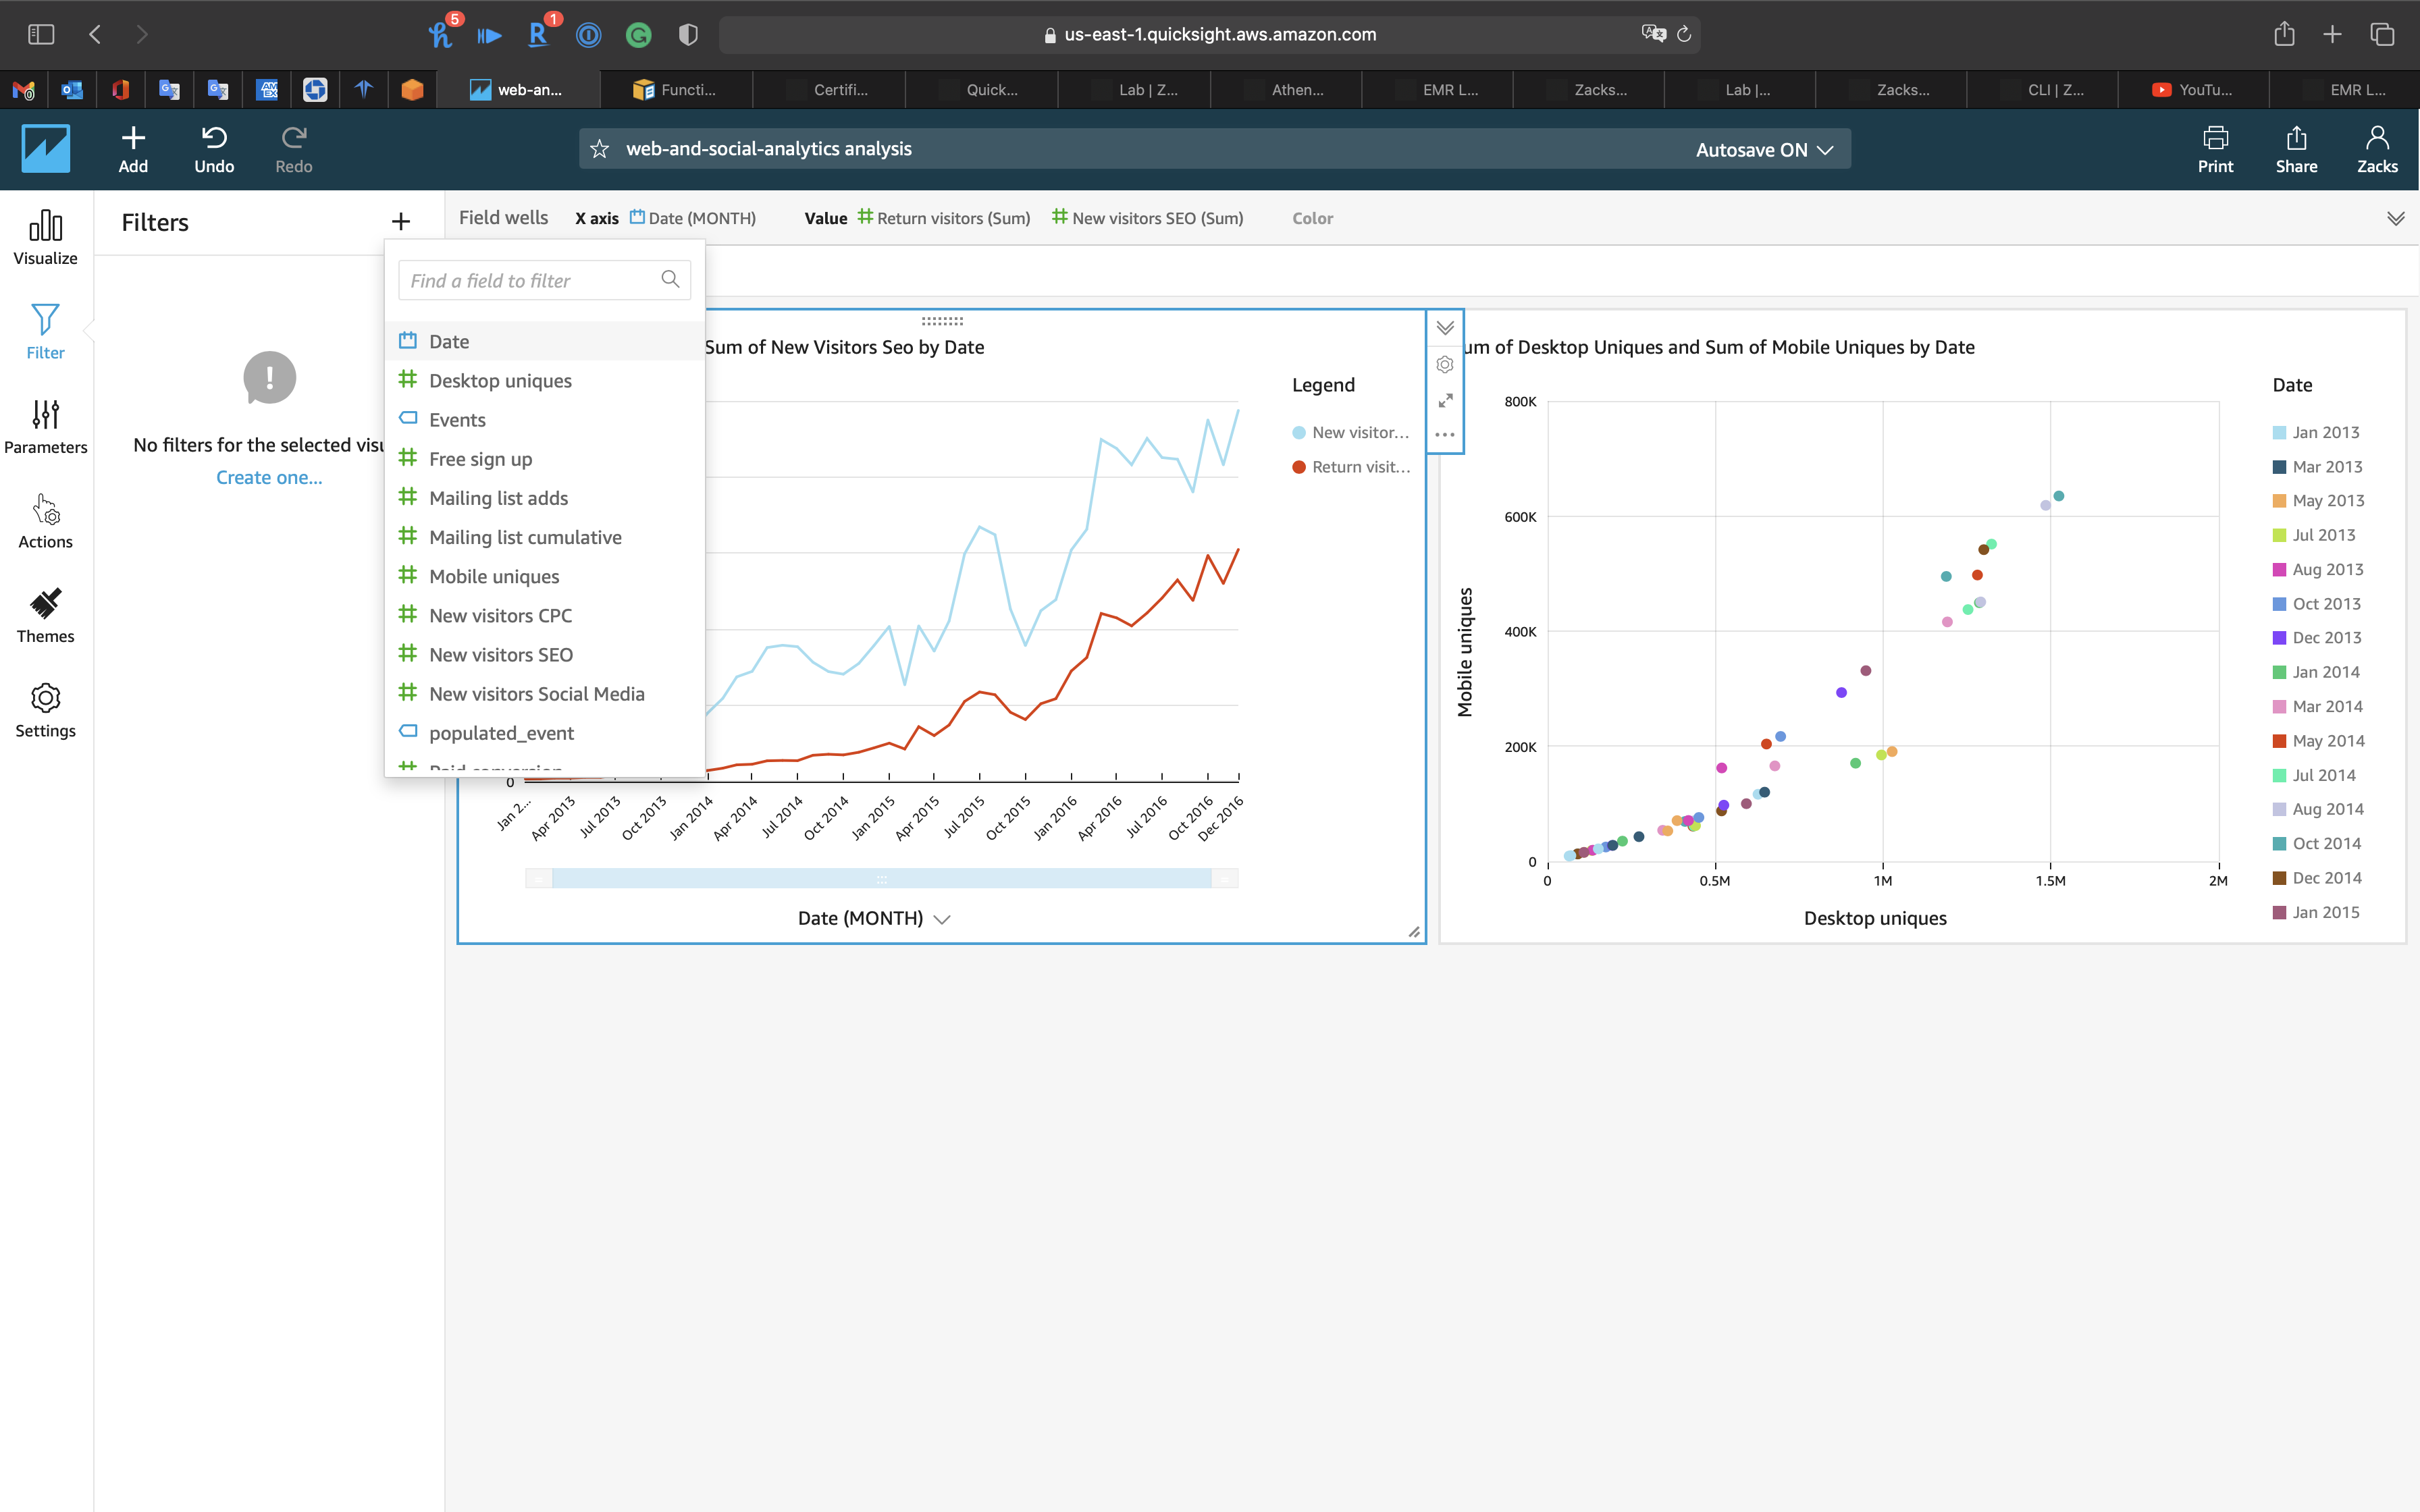 5
1
us-east-1.quicksight.aws.amazon.com
web-an...
Functi...
Certifi...
Quick...
Lab | Z...
Athen...
EMR L...
Zacks...
Lab |...
Zacks...
CLI | Z...
YouTu...
EMR L...
Add
Undo
Redo
web-and-social-analytics analysis
Autosave ON
Print
Share
Zacks
Visualize
Filter
Parameters
Actions
Themes
Settings
Filters
No filters for the selected visu
Create one...
Field wells
X axis Date (MONTH)
Value Return visitors (Sum) New visitors SEO (Sum)
Color
Find a field to filter
Date
Desktop uniques
Events
Free sign up
Mailing list adds
Mailing list cumulative
Mobile uniques
New visitors CPC
New visitors SEO
New visitors Social Media
populated_event
Paid conversion
Sum of New Visitors Seo by Date
Legend
New visitor...
Return visit...
0
Jan 2...
Apr 2013
Jul 2013
Oct 2013
Jan 2014
Apr 2014
Jul 2014
Oct 2014
Jan 2015
Apr 2015
Jul 2015
Oct 2015
Jan 2016
Apr 2016
Jul 2016
Oct 2016
Dec 2016
Date (MONTH)
um of Desktop Uniques and Sum of Mobile Uniques by Date
Mobile uniques
800K
600K
400K
200K
0
0
0.5M
1M
1.5M
2M
Desktop uniques
Date
Jan 2013
Mar 2013
May 2013
Jul 2013
Aug 2013
Oct 2013
Dec 2013
Jan 2014
Mar 2014
May 2014
Jul 2014
Aug 2014
Oct 2014
Dec 2014
Jan 2015